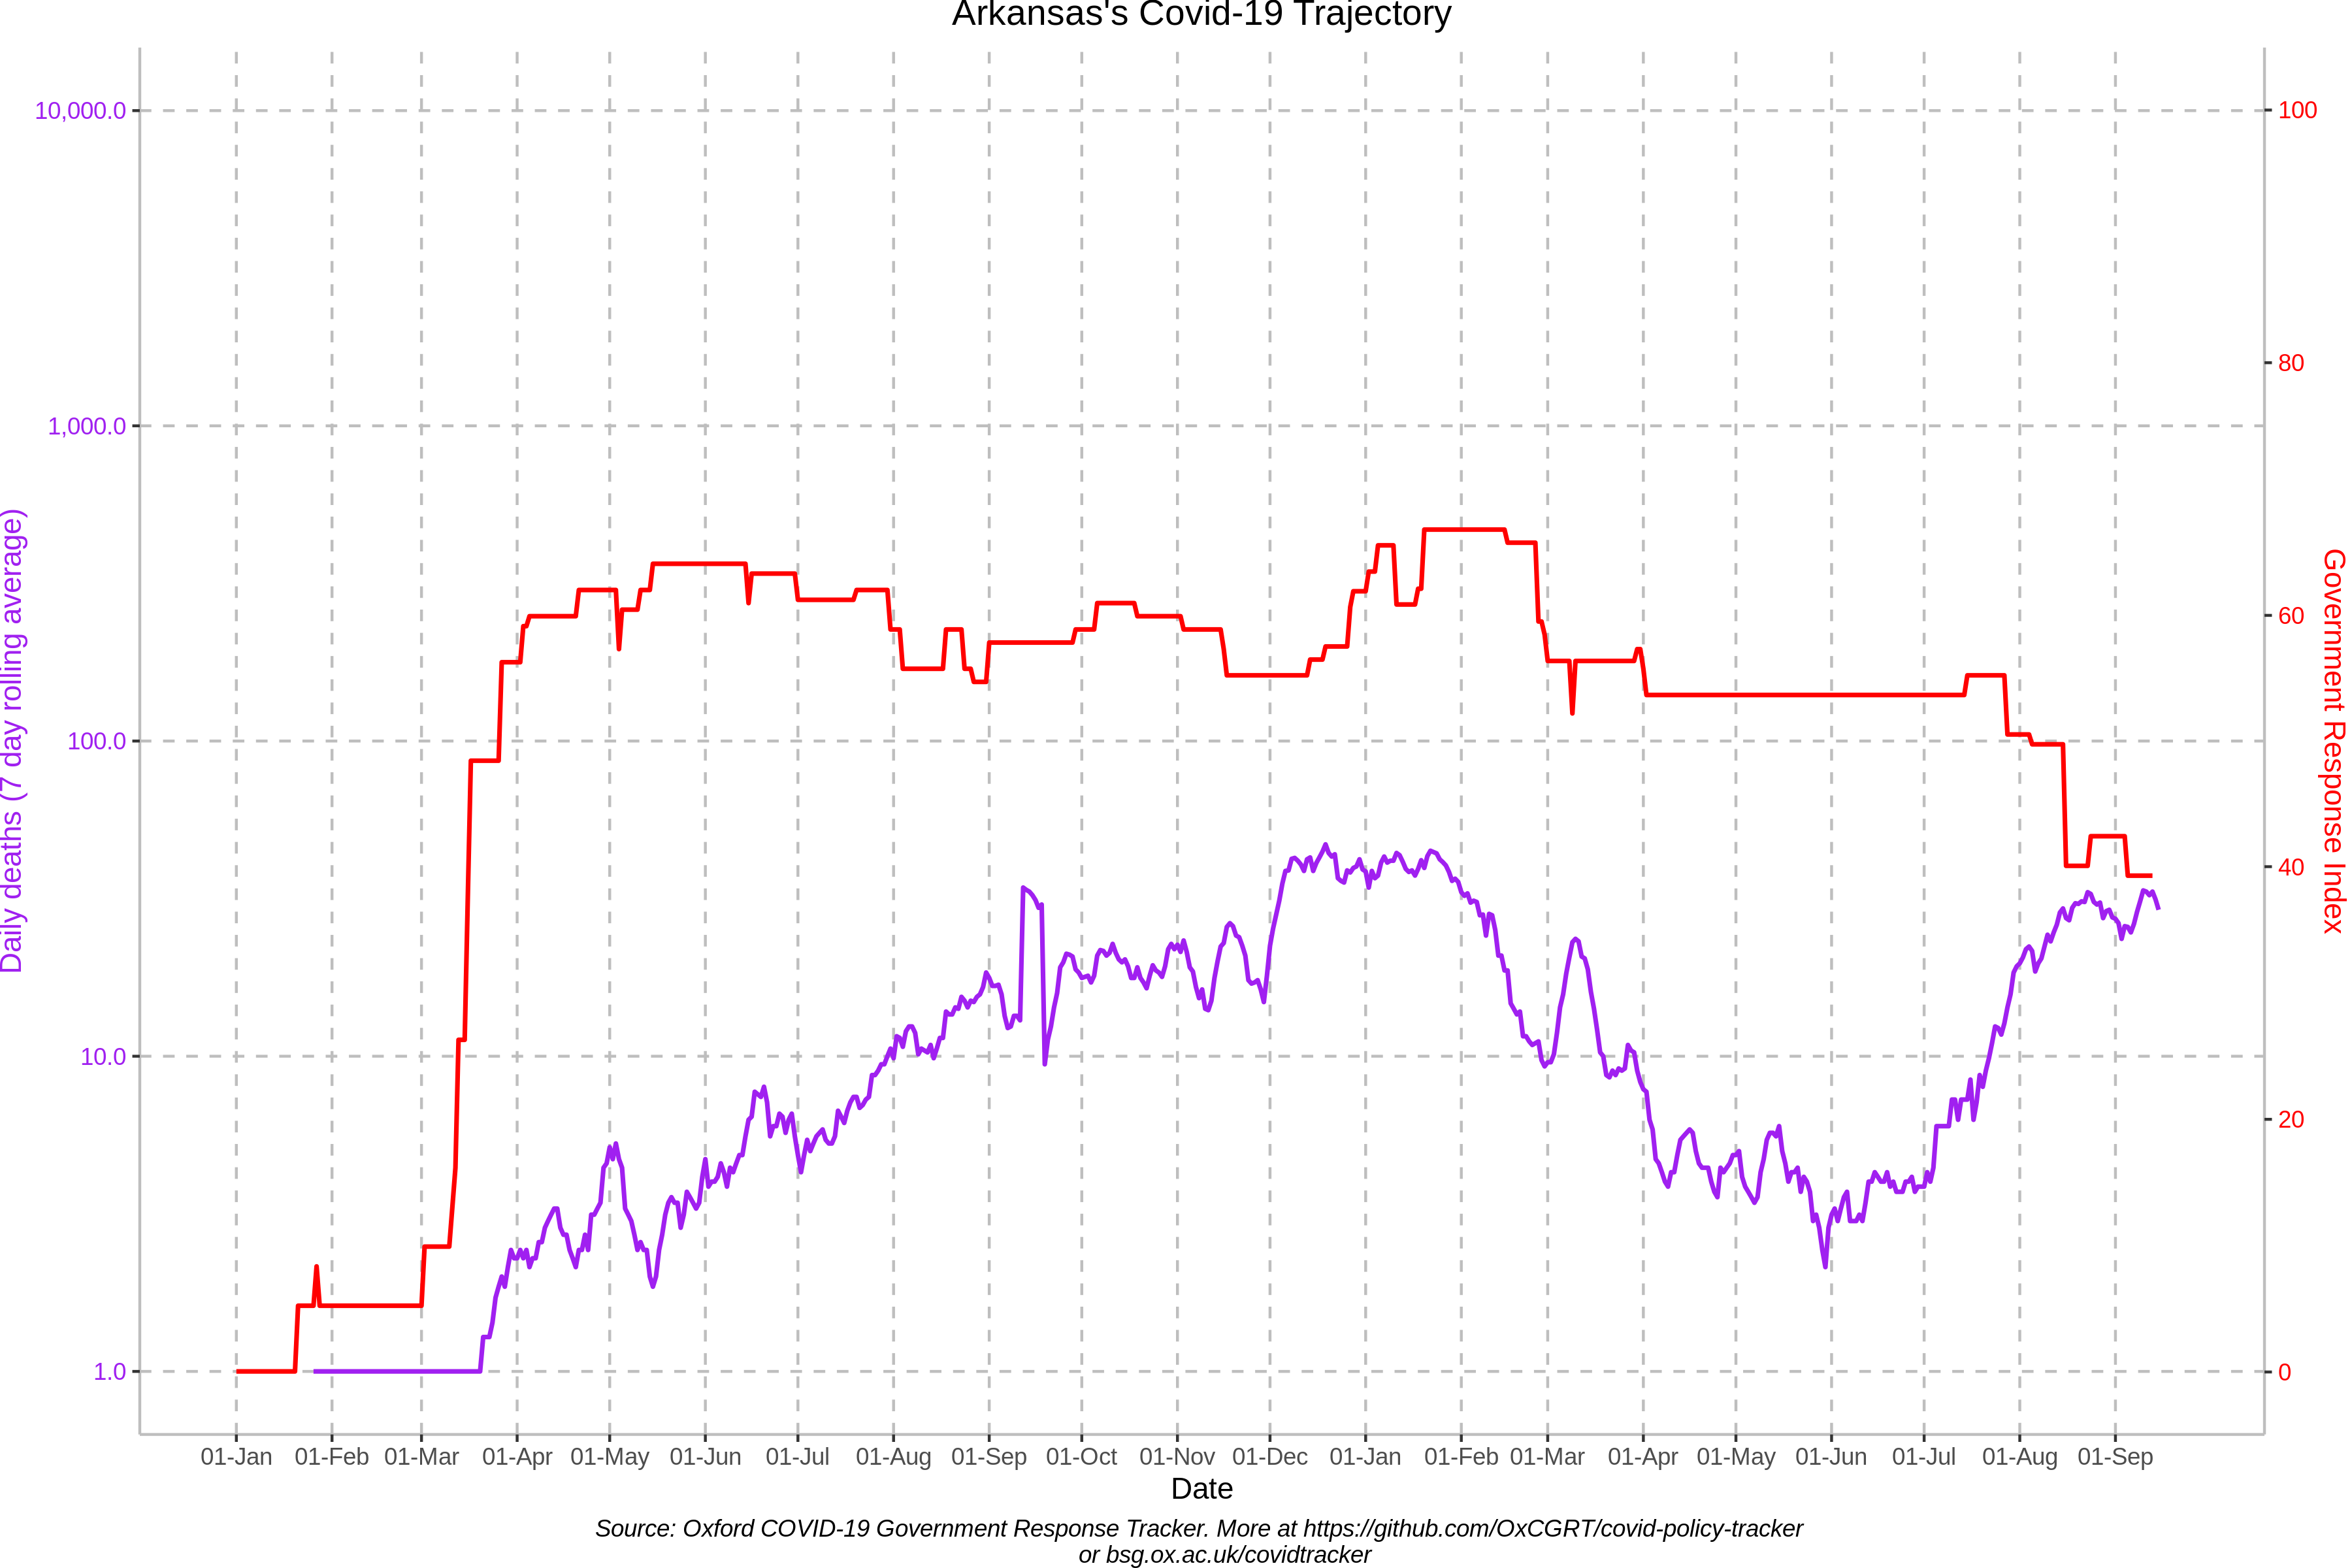 Arkansas's Covid-19 Trajectory
10,000.0
1,000.0
100.0
10.0
1.0
Daily deaths (7 day rolling average)
100
80
60
40
20
0
Government Response Index
01-Jan 01-Feb 01-Mar 01-Apr 01-May 01-Jun 01-Jul 01-Aug 01-Sep 01-Oct 01-Nov 01-Dec 01-Jan 01-Feb 01-Mar 01-Apr 01-May 01-Jun 01-Jul 01-Aug 01-Sep
Date
Source: Oxford COVID-19 Government Response Tracker. More at https://github.com/OxCGRT/covid-policy-tracker
or bsg.ox.ac.uk/covidtracker